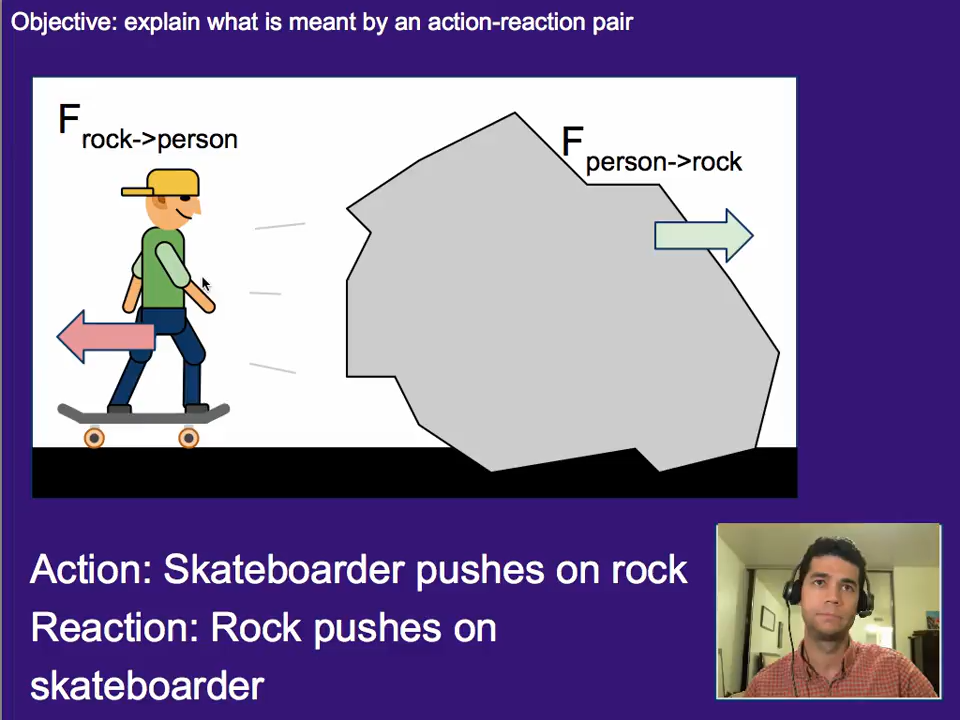 Objective: explain what is meant by an action-reaction pair
F rock->person
F person->rock
Action: Skateboarder pushes on rock
Reaction: Rock pushes on
skateboarder